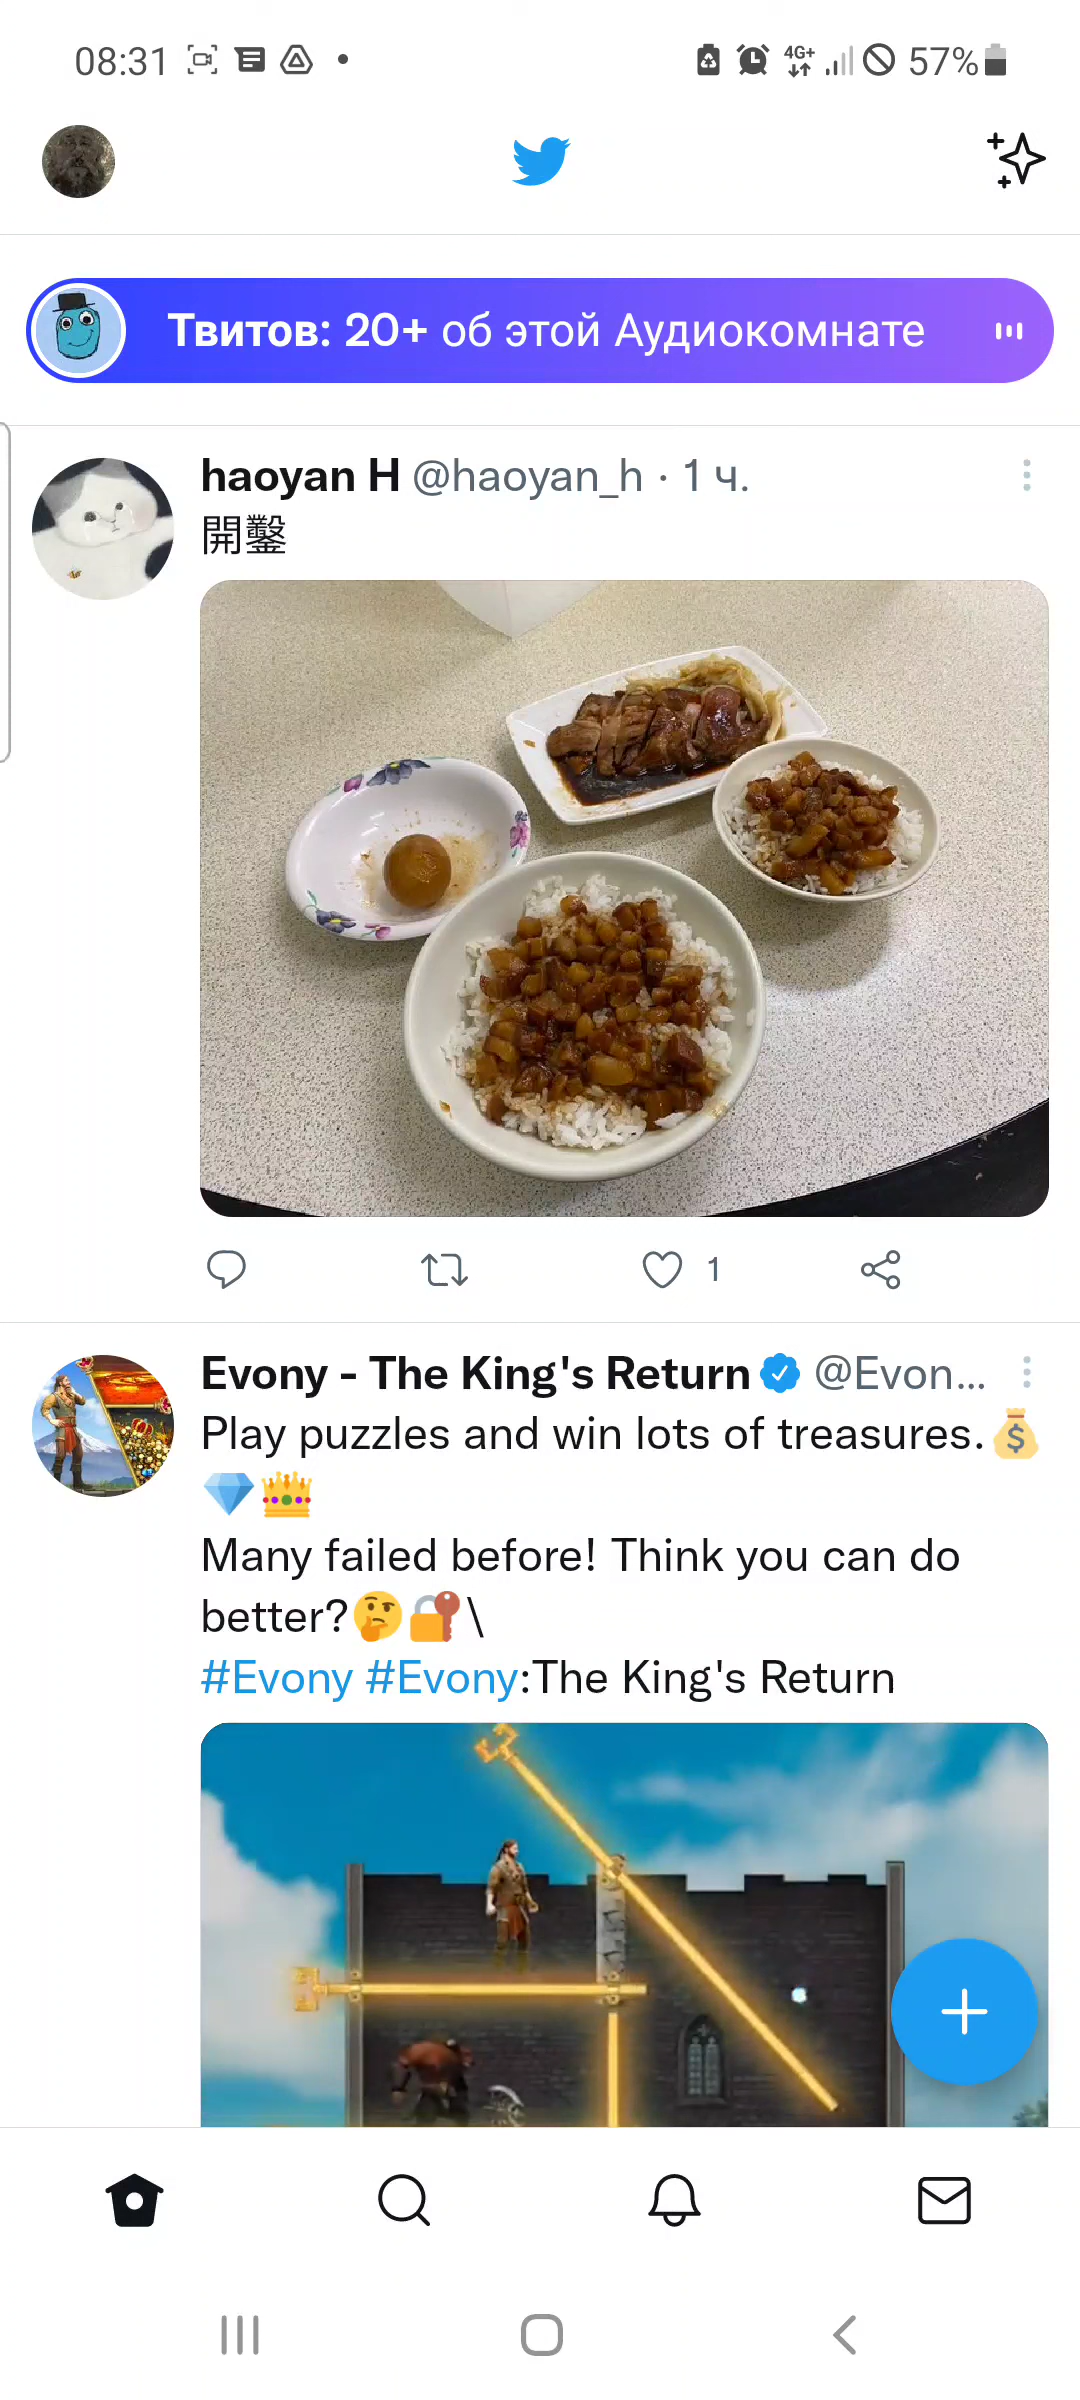 08:31 4G+ 57%
Твитов: 20+ об этой Аудиокомнате
haoyan H @haoyan_h · 1 ч.
開鑿
1
Evony - The King's Return @Evon...
Play puzzles and win lots of treasures.💰
💎👑
Many failed before! Think you can do
better?🤔🔐\
#Evony #Evony:The King's Return